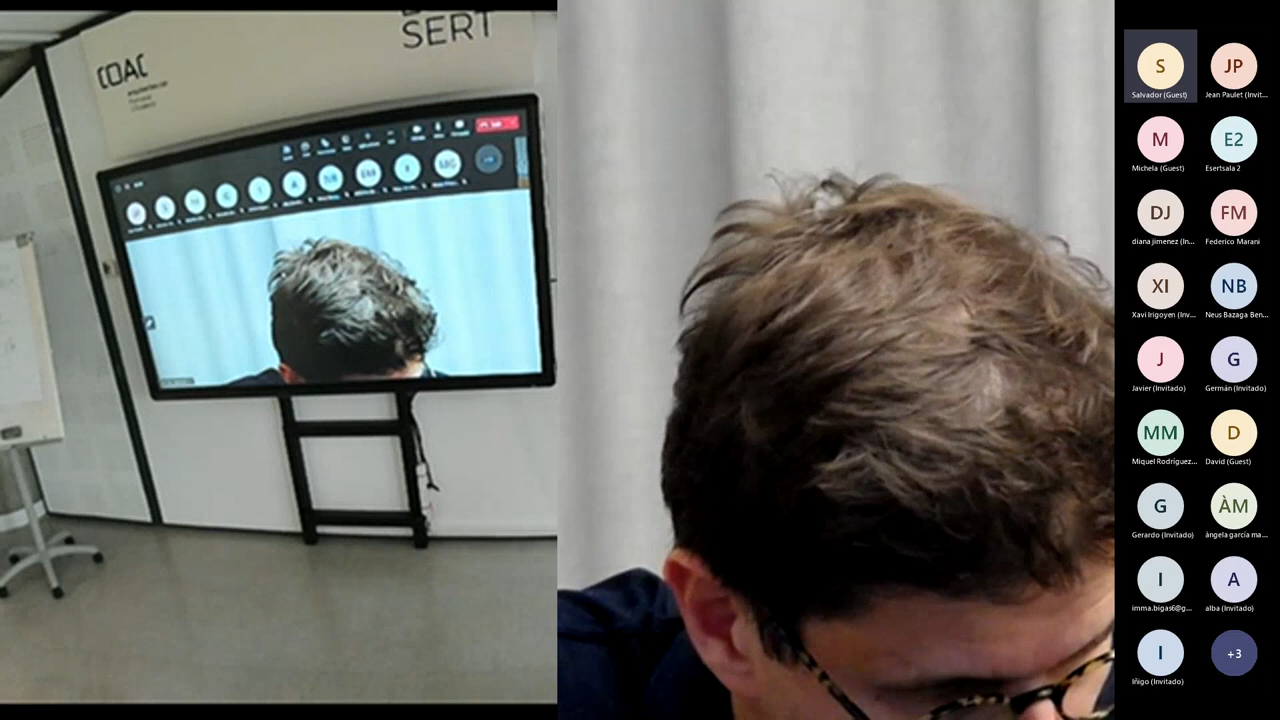 COAC
SERT
S
Salvador (Guest)
JP
Jean Paulet (Invit...
M
Michela (Guest)
E2
Esertsala 2
DJ
diana jimenez (In...
FM
Federico Marani
XI
Xavi Irigoyen (Inv...
NB
Neus Bazaga Ben...
J
Javier (Invitado)
G
Germán (Invitado)
MM
Miquel Rodríguez...
D
David (Guest)
G
Gerardo (Invitado)
ÀM
àngela garcía ma...
I
imma.bigas6@g...
A
alba (Invitado)
I
Iñigo (Invitado)
+3